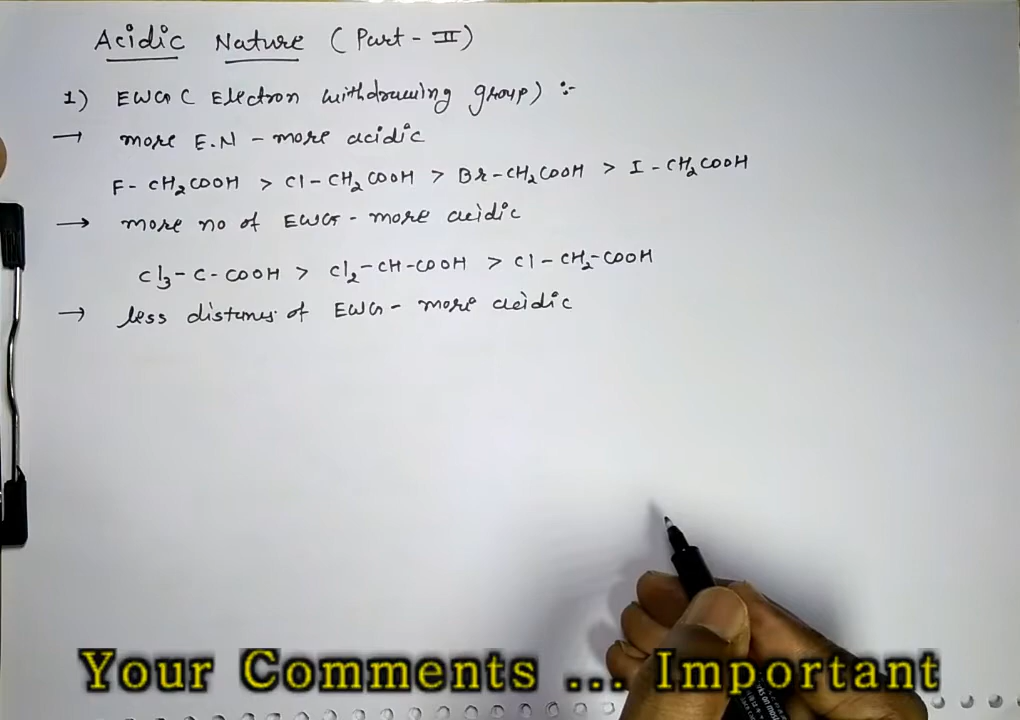 Acidic Nature (Part - II)
1) EWG ( Electron withdrawing group) :-
→ more E.N - more acidic
F - CH2COOH > Cl - CH2COOH > Br - CH2COOH > I - CH2COOH
→ more no of EWG - more acidic
Cl3 - C - COOH > Cl2 - CH - COOH > Cl - CH2 - COOH
→ less distance of EWG - more acidic
Your Comments ... Important